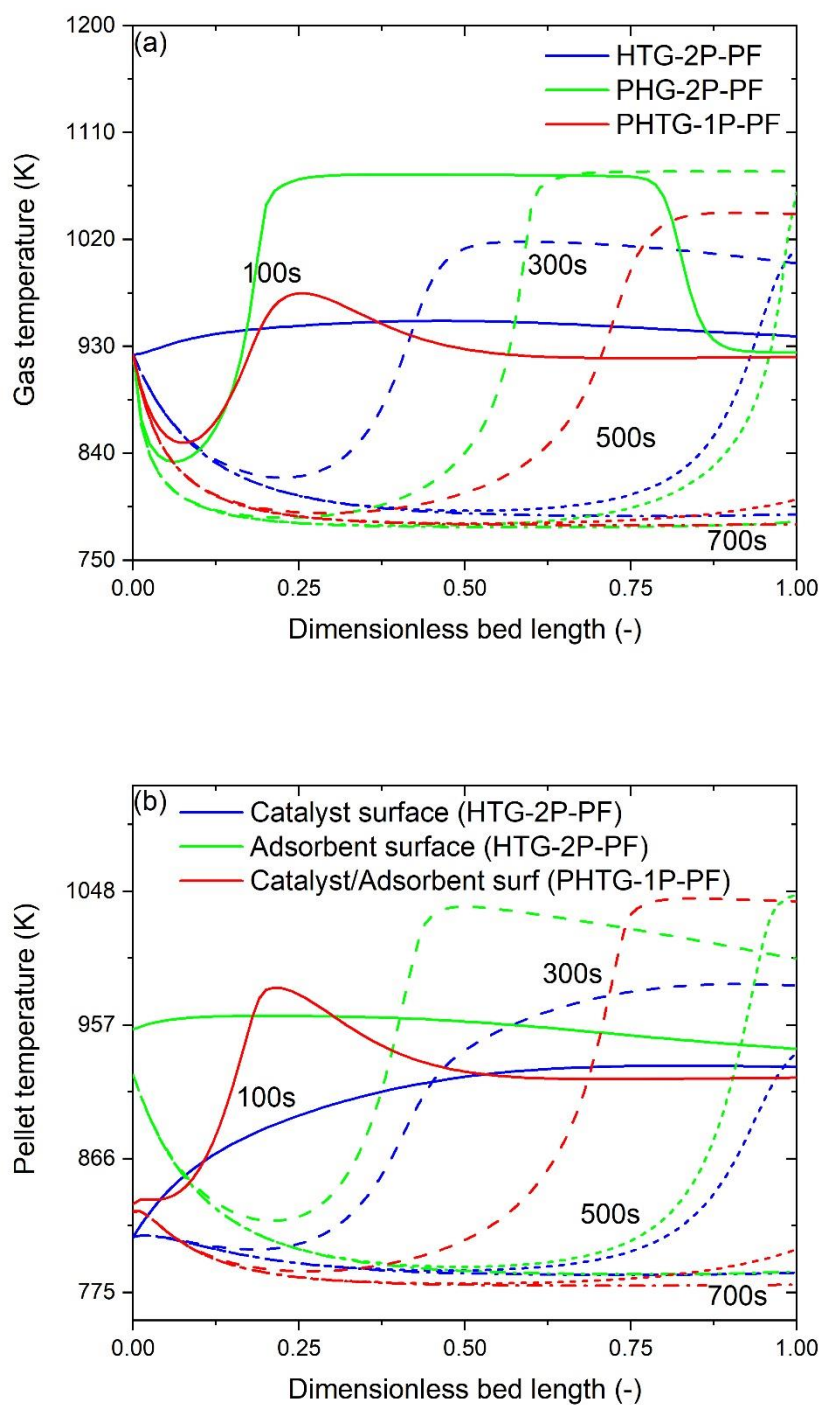 (a)
HTG-2P-PF
PHG-2P-PF
PHTG-1P-PF
1200
1110
1020
930
840
750
Gas temperature (K)
100s
300s
500s
700s
0.00
0.25
0.50
0.75
1.00
Dimensionless bed length (-)
(b)
Catalyst surface (HTG-2P-PF)
Adsorbent surface (HTG-2P-PF)
Catalyst/Adsorbent surf (PHTG-1P-PF)
1048
957
866
775
Pellet temperature (K)
300s
100s
500s
700s
0.00
0.25
0.50
0.75
1.00
Dimensionless bed length (-)